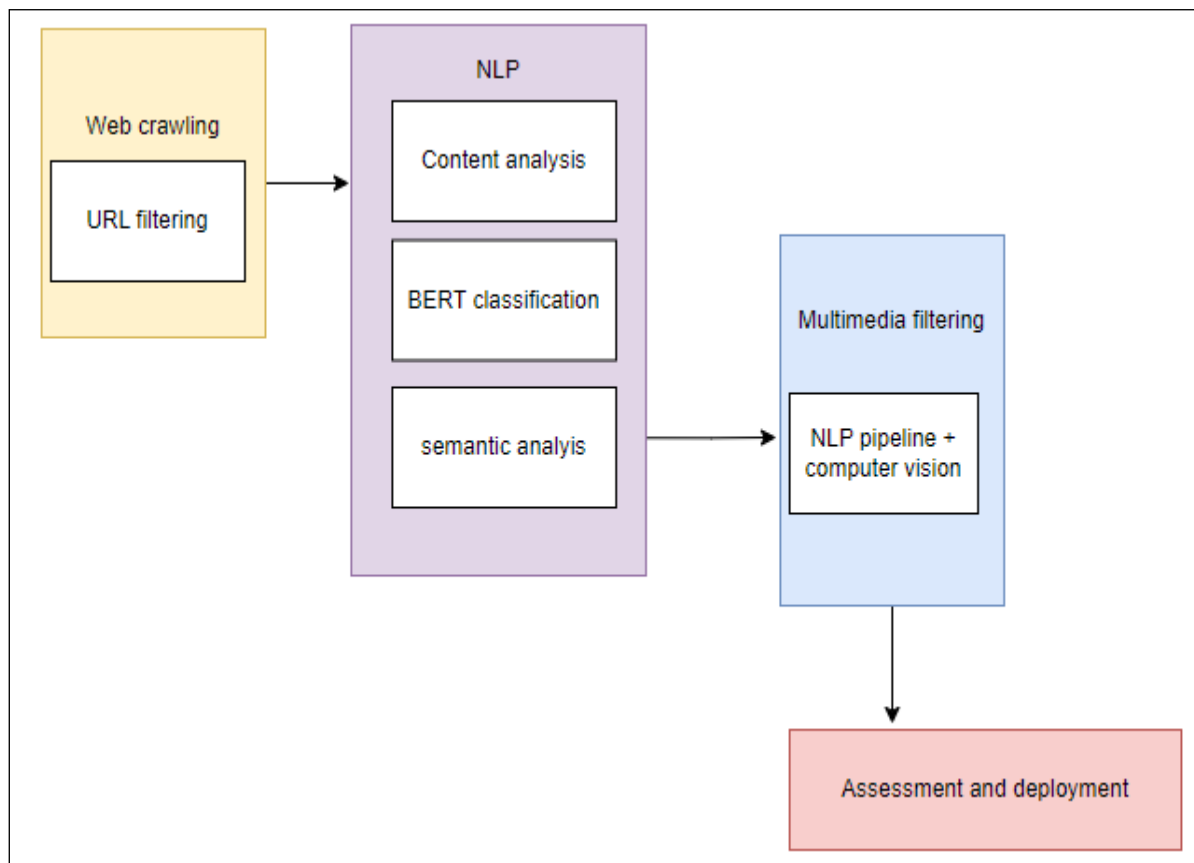 Web crawling
URL filtering
NLP
Content analysis
BERT classification
semantic analyis
Multimedia filtering
NLP pipeline +
computer vision
Assessment and deployment